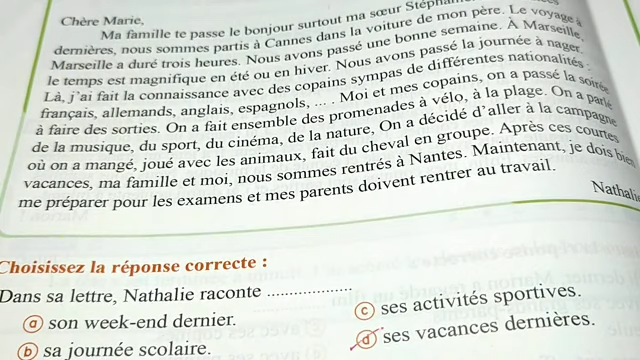 Chère Marie,
Ma famille te passe le bonjour surtout ma sœur
dernières, nous sommes partis à Cannes dans la voiture de mon père. Le voyage à
Marseille a duré trois heures. Nous avons passé une bonne semaine. À Marseille,
le temps est magnifique en été ou en hiver. Nous avons passé la journée à nager.
Là, j'ai fait la connaissance avec des copains sympas de différentes nationalités :
français, allemands, anglais, espagnols, ... . Moi et mes copains, on a passé la soirée
à faire des sorties. On a fait ensemble des promenades à vélo, à la plage. On a parlé
de la musique, du sport, du cinéma, de la nature, On a décidé d'aller à la campagne
où on a mangé, joué avec les animaux, fait du cheval en groupe. Après ces courtes
vacances, ma famille et moi, nous sommes rentrés à Nantes. Maintenant, je dois bien
me préparer pour les examens et mes parents doivent rentrer au travail.
Nathalie
Choisissez la réponse correcte :
Dans sa lettre, Nathalie raconte ....................
a son week-end dernier.
b sa journée scolaire.
c ses activités sportives.
d ses vacances dernières.